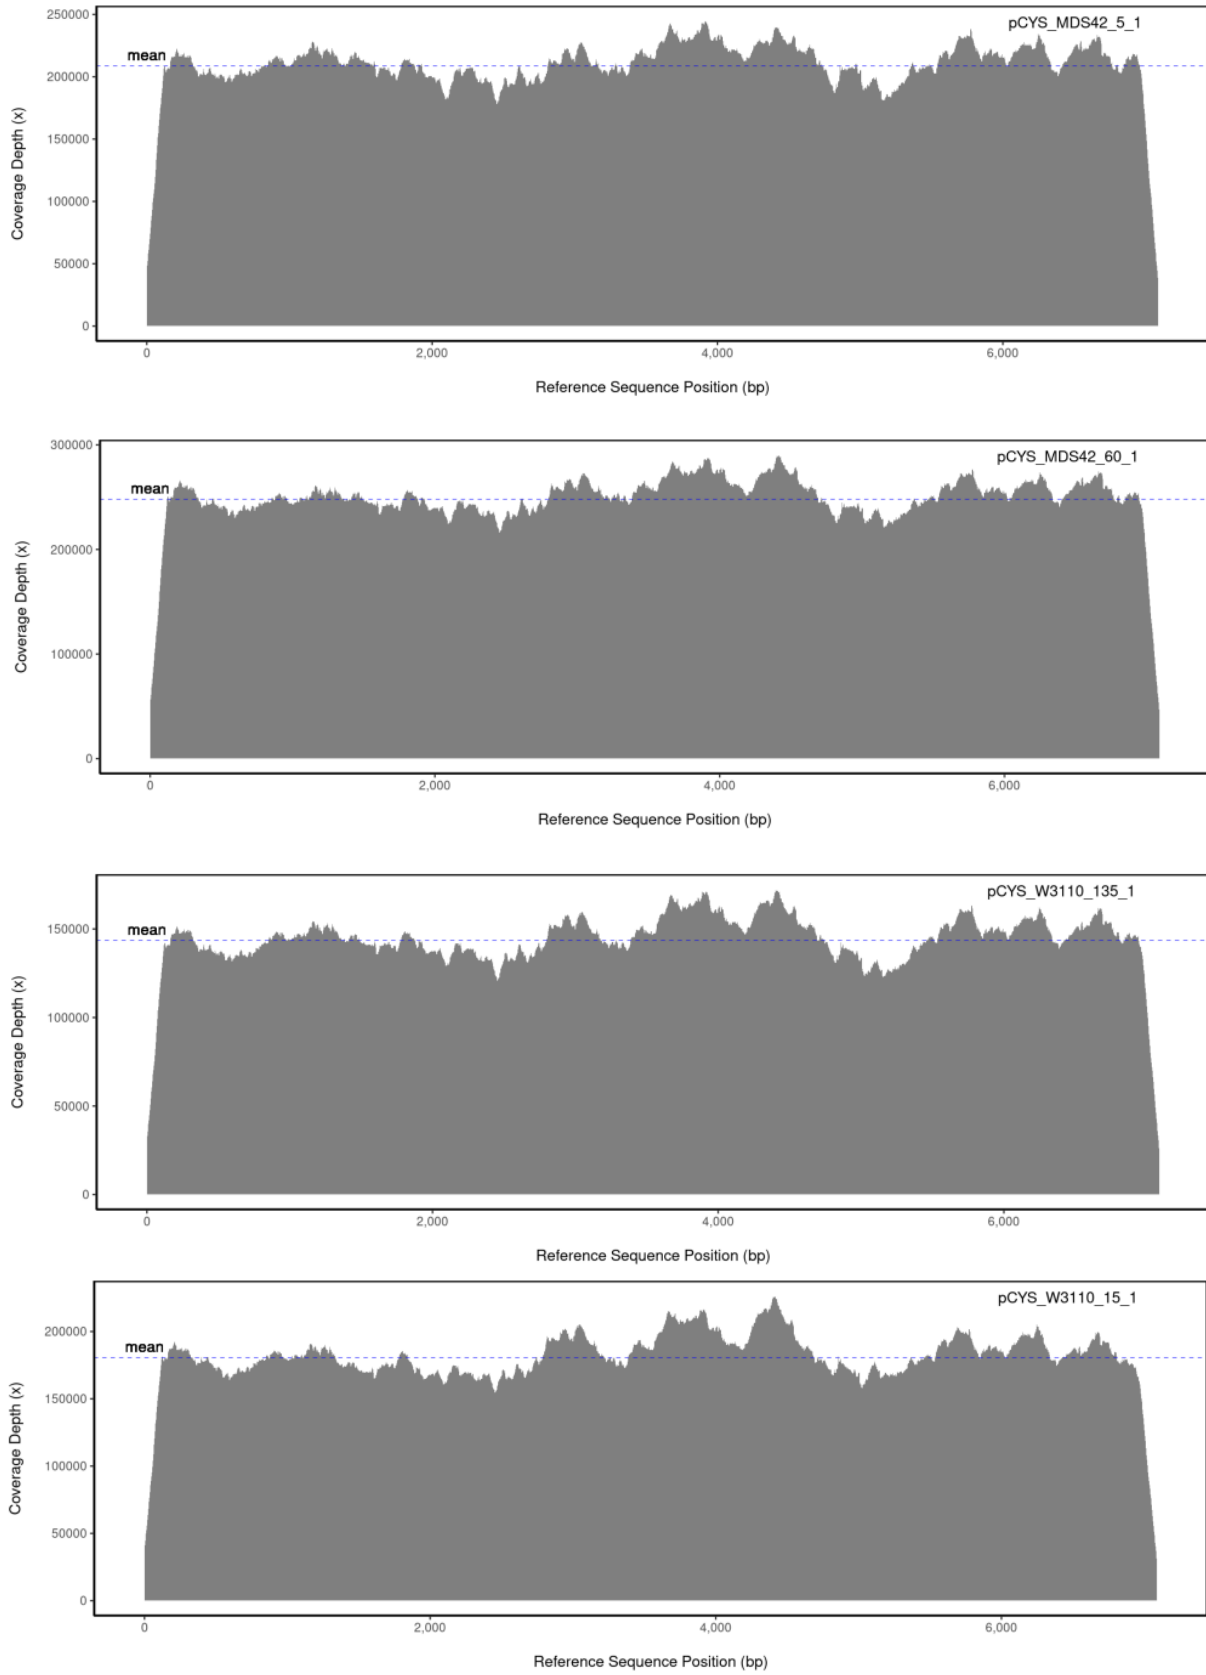 250000
pCYS_MDS42_5_1
mean
200000
150000
100000
50000
0
Coverage Depth (x)
0 2,000 4,000 6,000
Reference Sequence Position (bp)
300000
pCYS_MDS42_60_1
mean
200000
100000
0
Coverage Depth (x)
0 2,000 4,000 6,000
Reference Sequence Position (bp)
pCYS_W3110_135_1
150000
mean
100000
50000
0
Coverage Depth (x)
0 2,000 4,000 6,000
Reference Sequence Position (bp)
pCYS_W3110_15_1
200000
mean
150000
100000
50000
0
Coverage Depth (x)
0 2,000 4,000 6,000
Reference Sequence Position (bp)